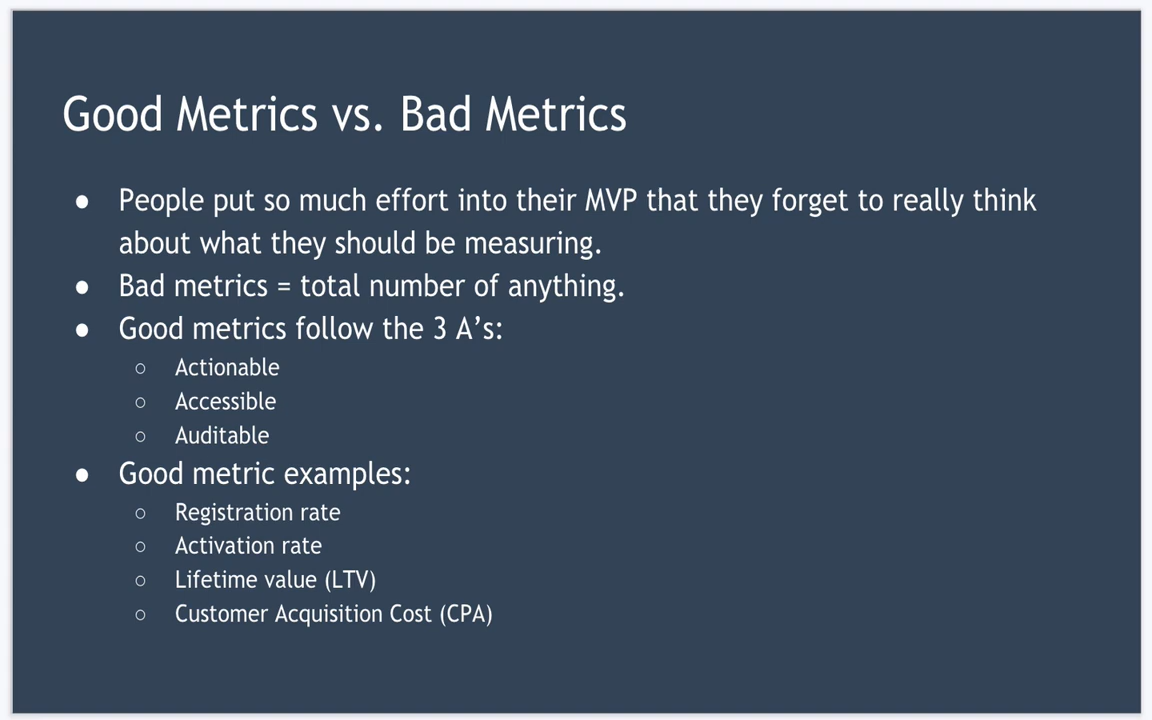 Good Metrics vs. Bad Metrics
● People put so much effort into their MVP that they forget to really think
about what they should be measuring.
● Bad metrics = total number of anything.
● Good metrics follow the 3 A’s:
○ Actionable
○ Accessible
○ Auditable
● Good metric examples:
○ Registration rate
○ Activation rate
○ Lifetime value (LTV)
○ Customer Acquisition Cost (CPA)